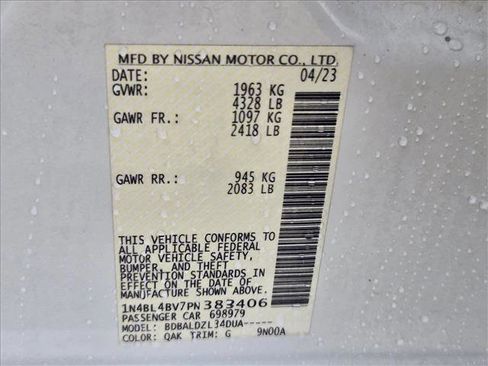 MFD BY NISSAN MOTOR CO., LTD.
DATE: 04/23
GVWR: 1963 KG
4328 LB
GAWR FR.: 1097 KG
2418 LB
GAWR RR.: 945 KG
2083 LB
THIS VEHICLE CONFORMS TO
ALL APPLICABLE FEDERAL
MOTOR VEHICLE SAFETY,
BUMPER, AND THEFT
PREVENTION STANDARDS IN
EFFECT ON THE DATE OF
MANUFACTURE SHOWN ABOVE.
1N4BL4BV7PN383406
PASSENGER CAR 698979
MODEL: BDBALDZL34DUA-----
COLOR: QAK TRIM: G 9N00A